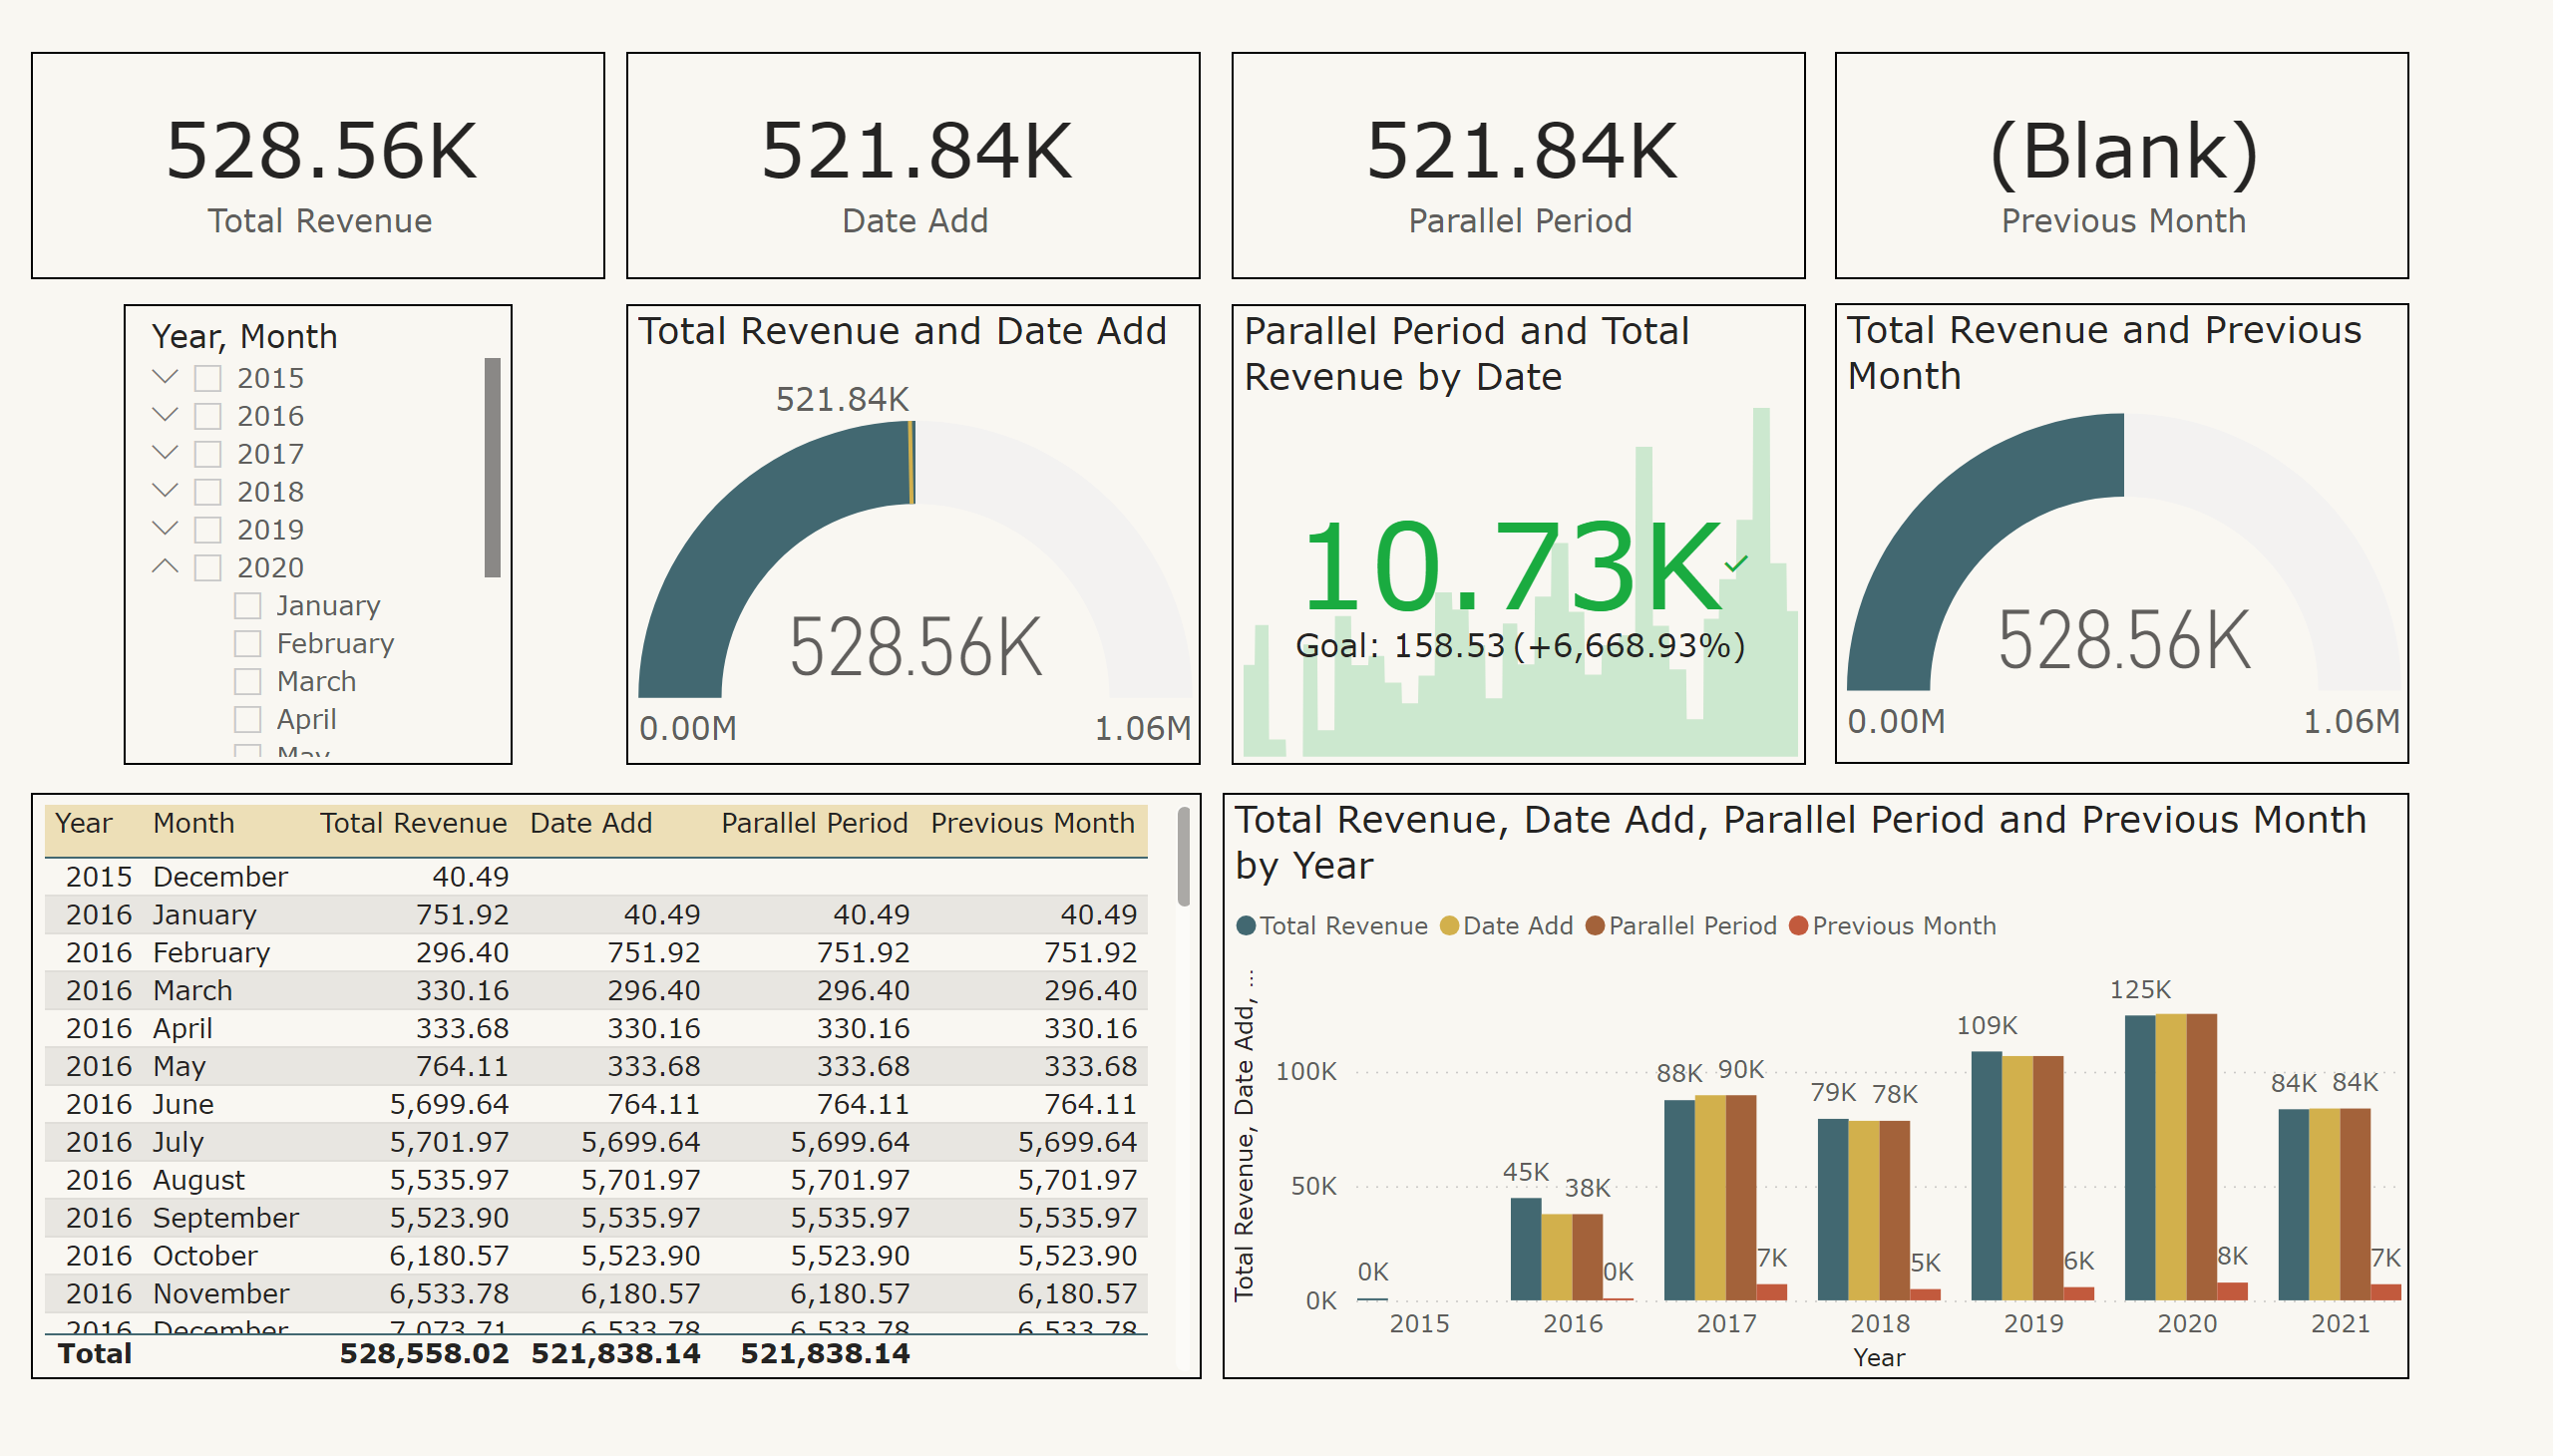 528.56K
Total Revenue
521.84K
Date Add
521.84K
Parallel Period
(Blank)
Previous Month
Year, Month
2015
2016
2017
2018
2019
2020
January
February
March
April
May
Total Revenue and Date Add
521.84K
528.56K
0.00M 1.06M
Parallel Period and Total
Revenue by Date
10.73K
Goal: 158.53 (+6,668.93%)
Total Revenue and Previous
Month
528.56K
0.00M 1.06M
Year Month Total Revenue Date Add Parallel Period Previous Month
2015 December 40.49
2016 January 751.92 40.49 40.49 40.49
2016 February 296.40 751.92 751.92 751.92
2016 March 330.16 296.40 296.40 296.40
2016 April 333.68 330.16 330.16 330.16
2016 May 764.11 333.68 333.68 333.68
2016 June 5,699.64 764.11 764.11 764.11
2016 July 5,701.97 5,699.64 5,699.64 5,699.64
2016 August 5,535.97 5,701.97 5,701.97 5,701.97
2016 September 5,523.90 5,535.97 5,535.97 5,535.97
2016 October 6,180.57 5,523.90 5,523.90 5,523.90
2016 November 6,533.78 6,180.57 6,180.57 6,180.57
2016 December 7,073.71 6,533.78 6,533.78 6,533.78
Total 528,558.02 521,838.14 521,838.14
Total Revenue, Date Add, Parallel Period and Previous Month
by Year
Total Revenue Date Add Parallel Period Previous Month
Total Revenue, Date Add, ...
100K
50K
0K
0K
45K 38K 0K
88K 90K 7K
79K 78K 5K
109K 6K
125K 8K
84K 84K 7K
2015 2016 2017 2018 2019 2020 2021
Year